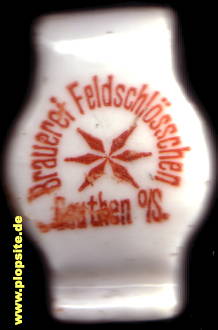 Brauerei Feldschlösschen
Beuthen O/S.
www.plopsite.de